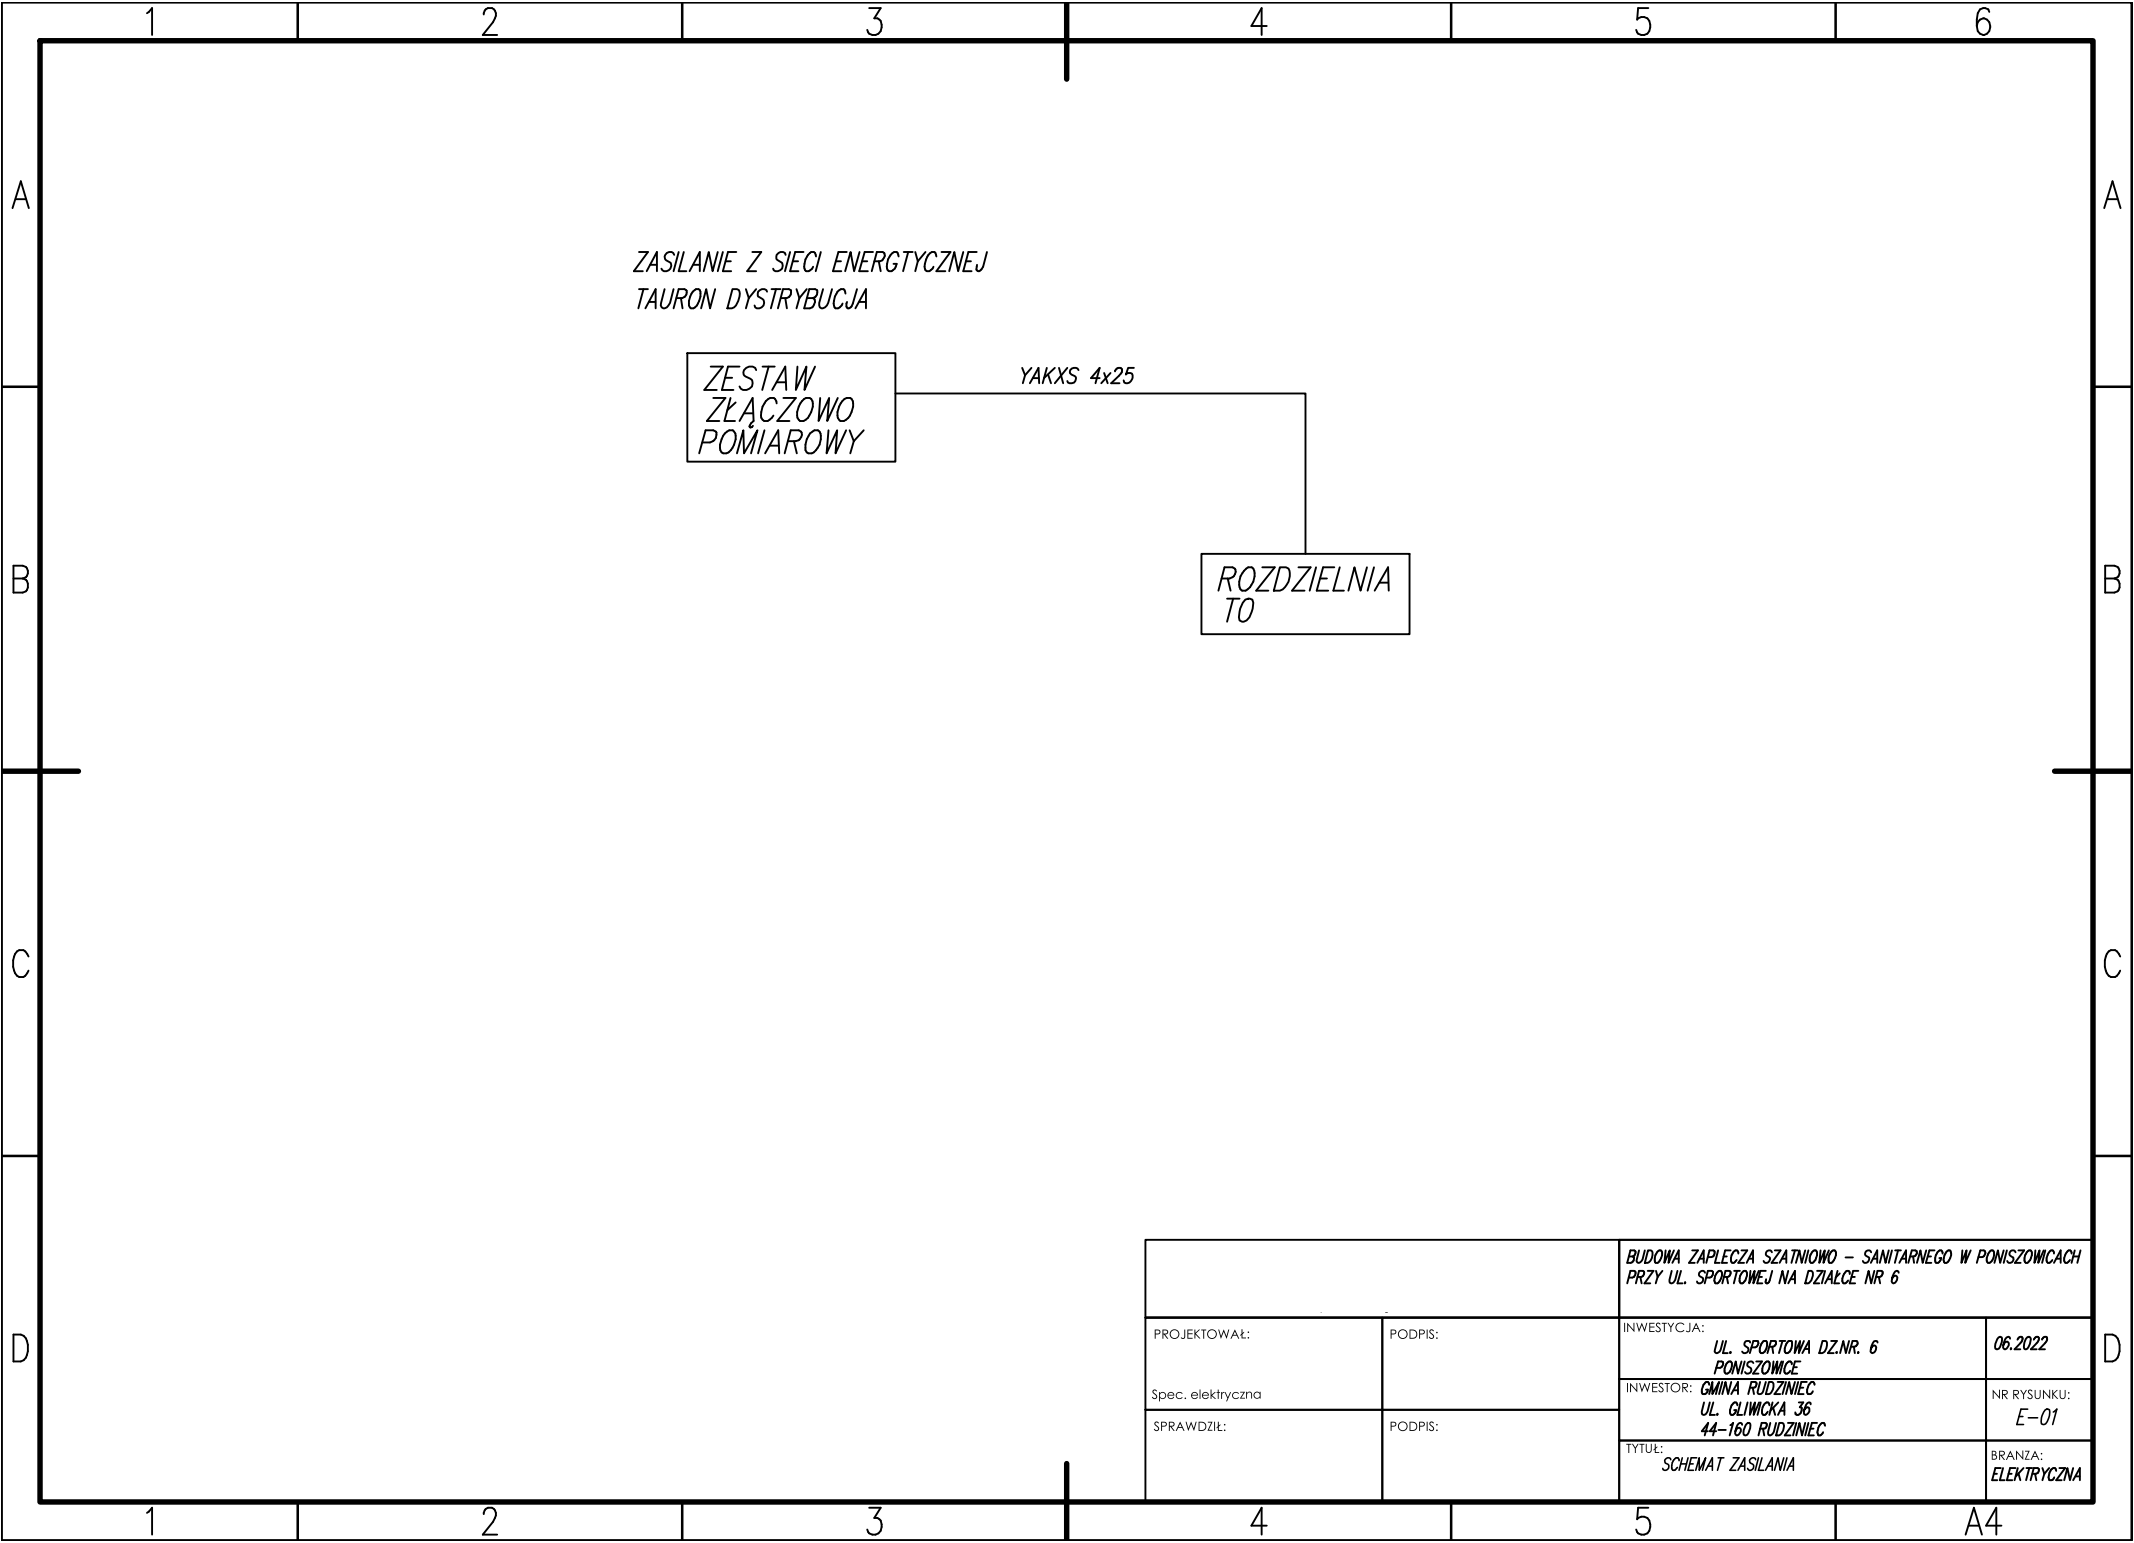 1 2 3 4 5 6
A A
ZASILANIE Z SIECI ENERGTYCZNEJ
TAURON DYSTRYBUCJA
ZESTAW
ZŁĄCZOWO
POMIAROWY
YAKXS 4x25
B B
ROZDZIELNIA
TO
C C
D D
BUDOWA ZAPLECZA SZATNIOWO – SANITARNEGO W PONISZOWICACH
PRZY UL. SPORTOWEJ NA DZIAŁCE NR 6
PROJEKTOWAŁ:
Spec. elektryczna
PODPIS:
INWESTYCJA:
UL. SPORTOWA DZ.NR. 6
PONISZOWICE
06.2022
INWESTOR: GMINA RUDZINIEC
UL. GLIWICKA 36
44–160 RUDZINIEC
NR RYSUNKU:
E–01
SPRAWDZIŁ:
PODPIS:
TYTUŁ:
SCHEMAT ZASILANIA
BRANZA:
ELEKTRYCZNA
1 2 3 4 5 A4